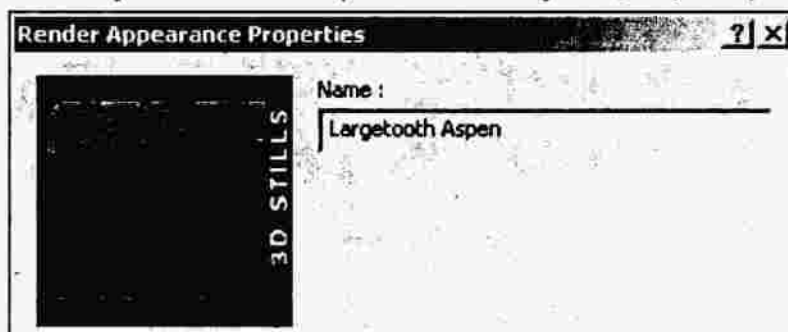 Render Appearance Properties ? ×
Name :
Largetooth Aspen
3D STILLS